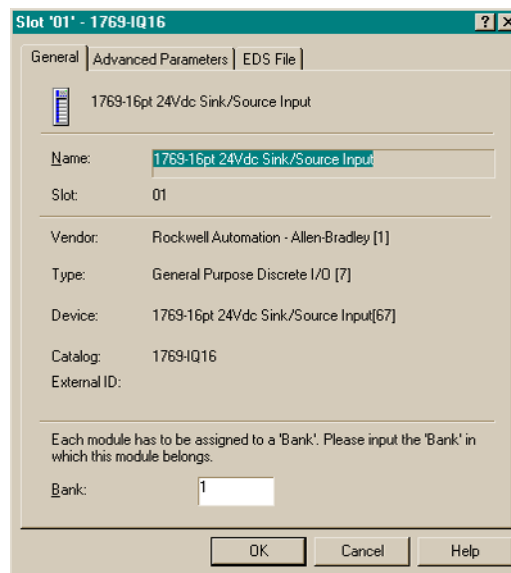 Slot '01' - 1769-IQ16
General Advanced Parameters EDS File
1769-16pt 24Vdc Sink/Source Input
Name: 1769-16pt 24Vdc Sink/Source Input
Slot: 01
Vendor: Rockwell Automation - Allen-Bradley [1]
Type: General Purpose Discrete I/O [7]
Device: 1769-16pt 24Vdc Sink/Source Input[67]
Catalog: 1769-IQ16
External ID:
Each module has to be assigned to a 'Bank'. Please input the 'Bank' in
which this module belongs.
Bank: 1
OK Cancel Help